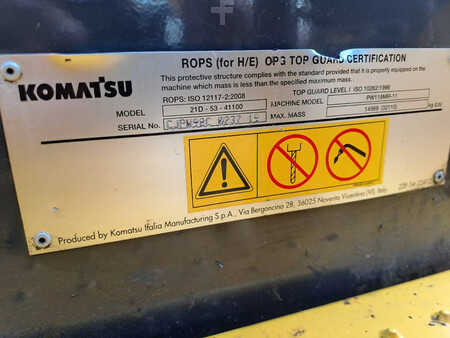 KOMATSU
ROPS (for H/E) OPG TOP GUARD CERTIFICATION
This protective structure complies with the standard provided that it is properly equipped on the
machine which mass is less than the specified maximum mass.
ROPS: ISO 12117-2:2008 TOP GUARD LEVEL I ISO 10262:1998
MODEL 21D - 53 - 41100 MACHINE MODEL PW118MR-11
SERIAL No. MAX. MASS
Produced by Komatsu Italia Manufacturing S.p.A., Via Bergoncino 28, 36025 Noventa Vicentina (VI), Italy